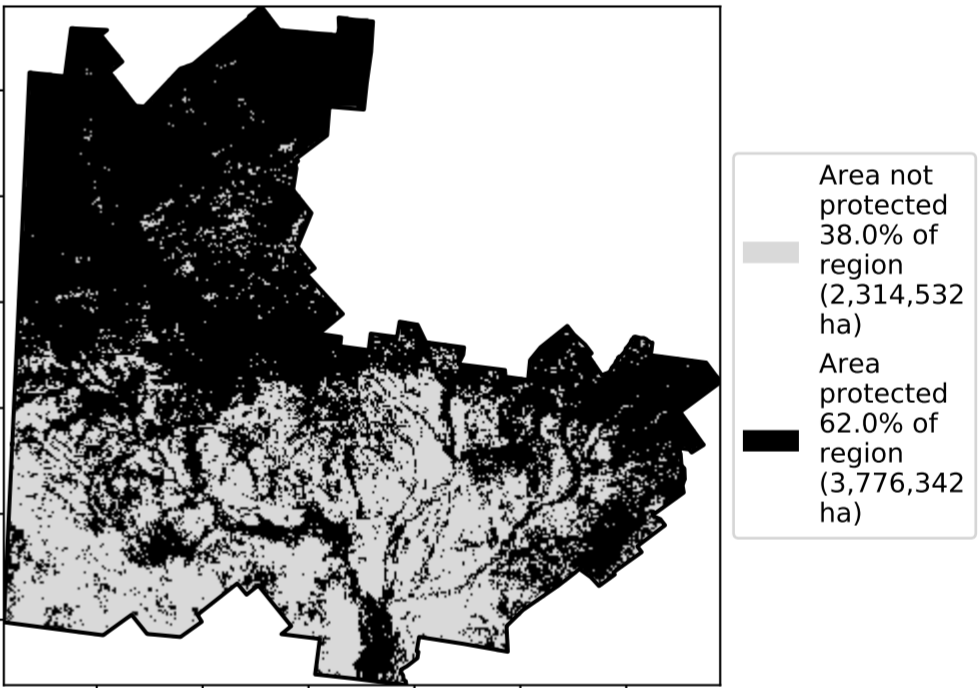 Area not
protected
38.0% of
region
(2,314,532
ha)
Area
protected
62.0% of
region
(3,776,342
ha)